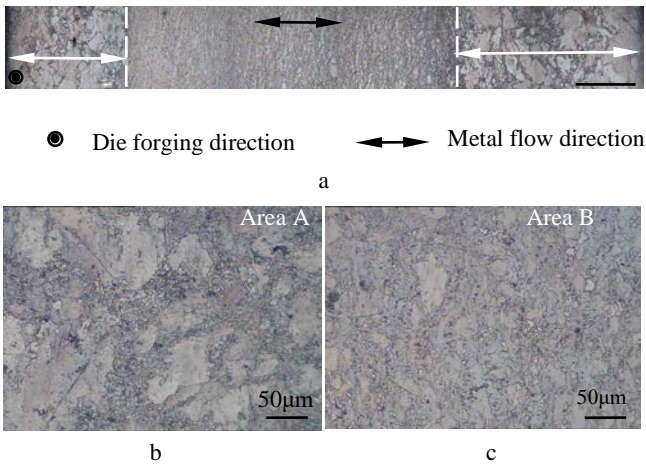 Die forging direction
Metal flow direction
a
Area A
Area B
50μm
50μm
b
c